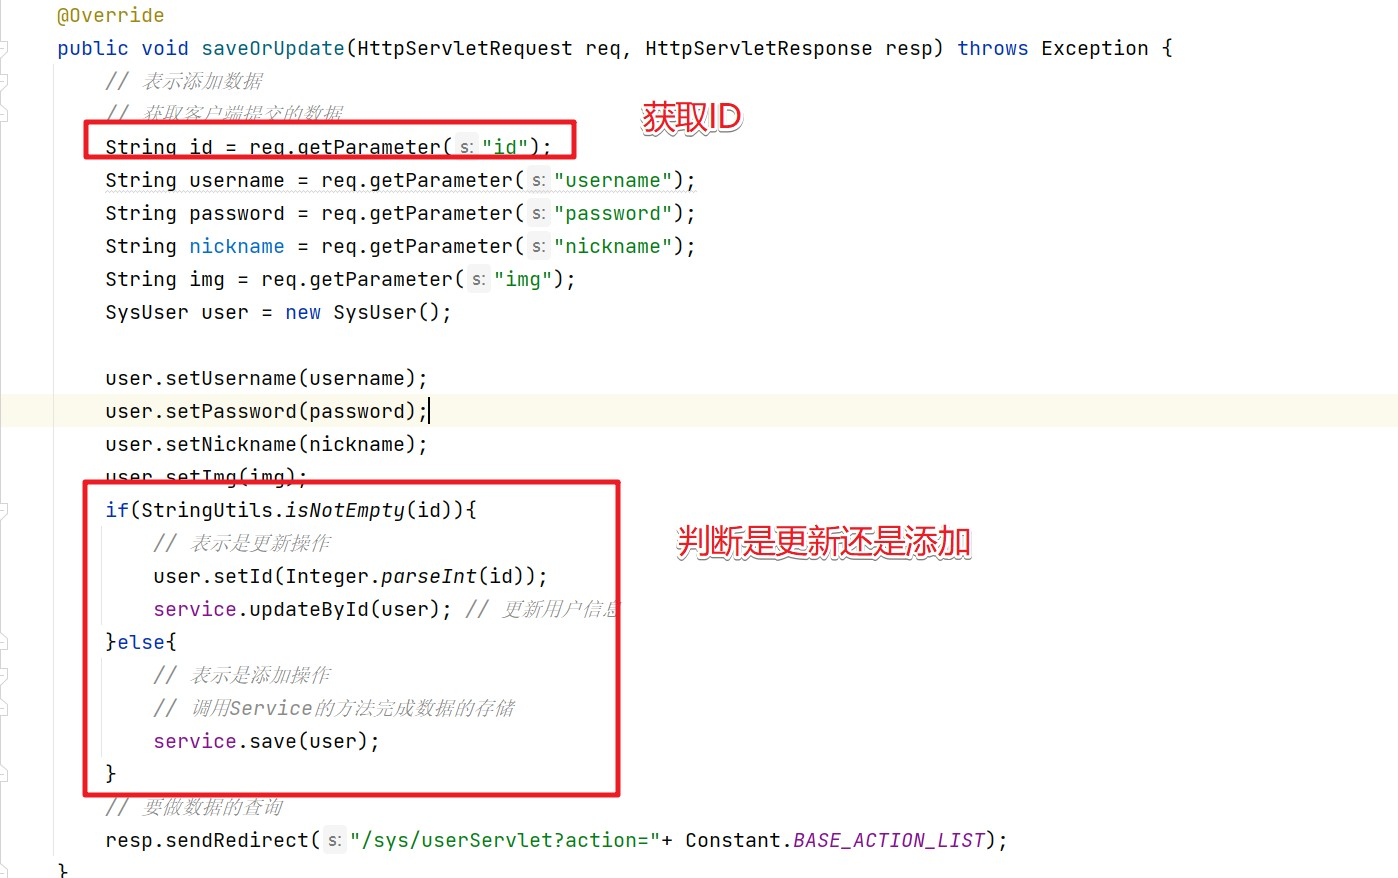 @Override
public void saveOrUpdate(HttpServletRequest req, HttpServletResponse resp) throws Exception {
// 表示添加数据
// 获取客户端提交的数据
获取ID
String id = req.getParameter( s: "id");
String username = req.getParameter( s: "username");
String password = req.getParameter( s: "password");
String nickname = req.getParameter( s: "nickname");
String img = req.getParameter( s: "img");
SysUser user = new SysUser();
user.setUsername(username);
user.setPassword(password);
user.setNickname(nickname);
user.setImg(img);
if(StringUtils.isNotEmpty(id)){
// 表示是更新操作
判断是更新还是添加
user.setId(Integer.parseInt(id));
service.updateById(user); // 更新用户信息
}else{
// 表示是添加操作
// 调用Service的方法完成数据的存储
service.save(user);
}
// 要做数据的查询
resp.sendRedirect( s: "/sys/userServlet?action="+ Constant.BASE_ACTION_LIST);
}